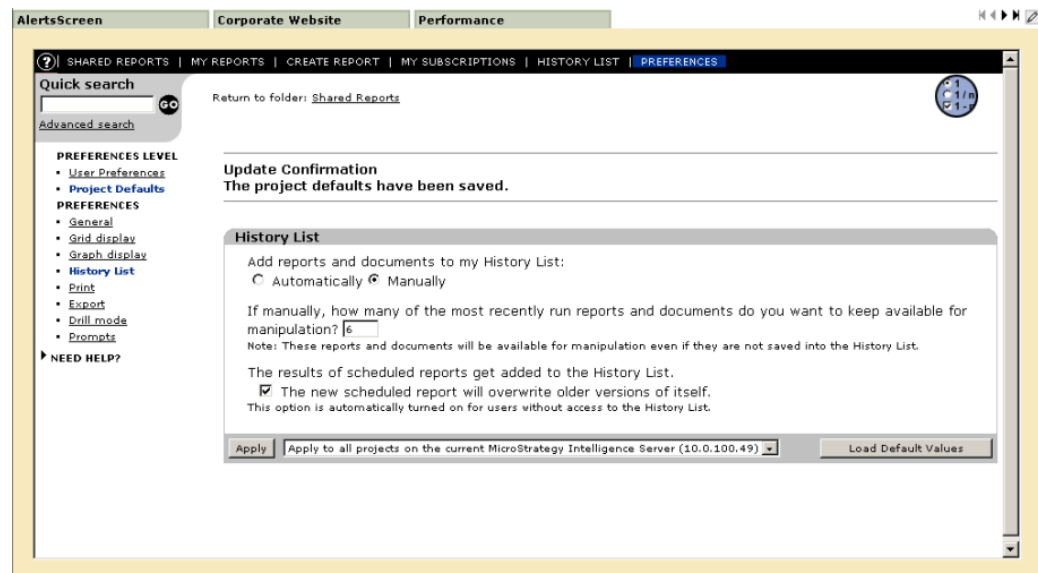 AlertsScreen Corporate Website Performance
? | SHARED REPORTS | MY REPORTS | CREATE REPORT | MY SUBSCRIPTIONS | HISTORY LIST | PREFERENCES
Quick search
GO
Advanced search
Return to folder: Shared Reports
1
1/n
1-n
PREFERENCES LEVEL
User Preferences
Project Defaults
PREFERENCES
General
Grid display
Graph display
History List
Print
Export
Drill mode
Prompts
NEED HELP?
Update Confirmation
The project defaults have been saved.
History List
Add reports and documents to my History List:
Automatically Manually
If manually, how many of the most recently run reports and documents do you want to keep available for
manipulation? 6
Note: These reports and documents will be available for manipulation even if they are not saved into the History List.
The results of scheduled reports get added to the History List.
The new scheduled report will overwrite older versions of itself.
This option is automatically turned on for users without access to the History List.
Apply Apply to all projects on the current MicroStrategy Intelligence Server (10.0.100.49) Load Default Values